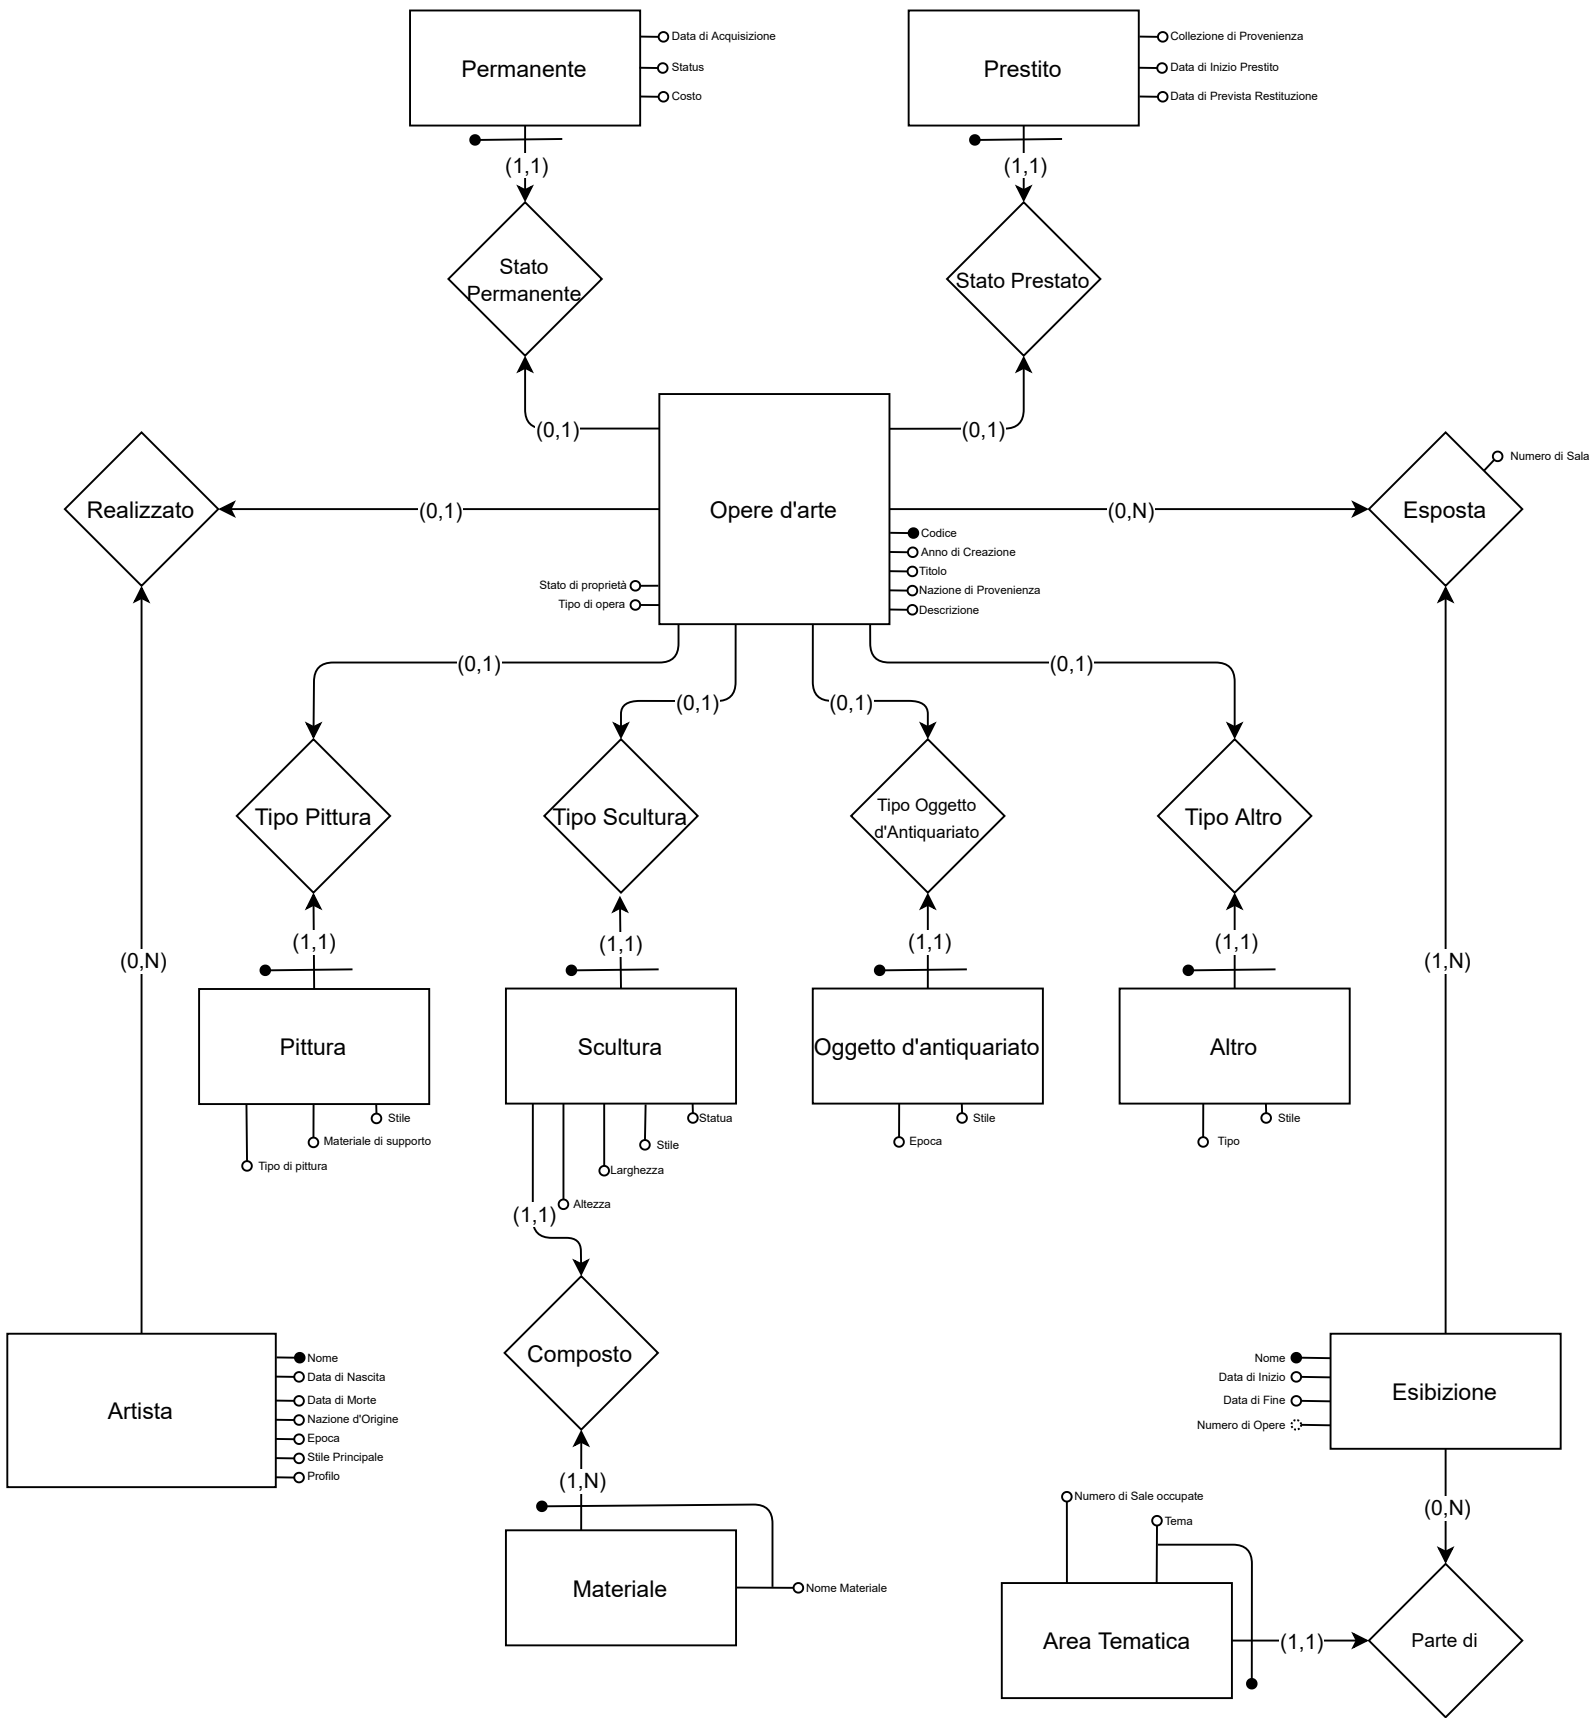 Permanente
Data di Acquisizione
Status
Costo
Prestito
Collezione di Provenienza
Data di Inizio Prestito
Data di Prevista Restituzione
(1,1)
(1,1)
Stato
Permanente
Stato Prestato
(0,1)
(0,1)
Realizzato
(0,1)
Opere d'arte
(0,N)
Esposta
Numero di Sala
Codice
Anno di Creazione
Titolo
Nazione di Provenienza
Descrizione
Stato di proprietà
Tipo di opera
(0,1)
(0,1)
(0,1)
(0,1)
Tipo Pittura
Tipo Scultura
Tipo Oggetto
d'Antiquariato
Tipo Altro
(1,1)
(1,1)
(1,1)
(1,1)
(0,N)
(1,N)
Pittura
Scultura
Oggetto d'antiquariato
Altro
Stile
Materiale di supporto
Tipo di pittura
Statua
Stile
Larghezza
Altezza
Stile
Epoca
Stile
Tipo
(1,1)
Composto
Artista
Nome
Data di Nascita
Data di Morte
Nazione d'Origine
Epoca
Stile Principale
Profilo
Nome
Data di Inizio
Data di Fine
Numero di Opere
Esibizione
(1,N)
Materiale
Nome Materiale
Numero di Sale occupate
Tema
(0,N)
Area Tematica
(1,1)
Parte di